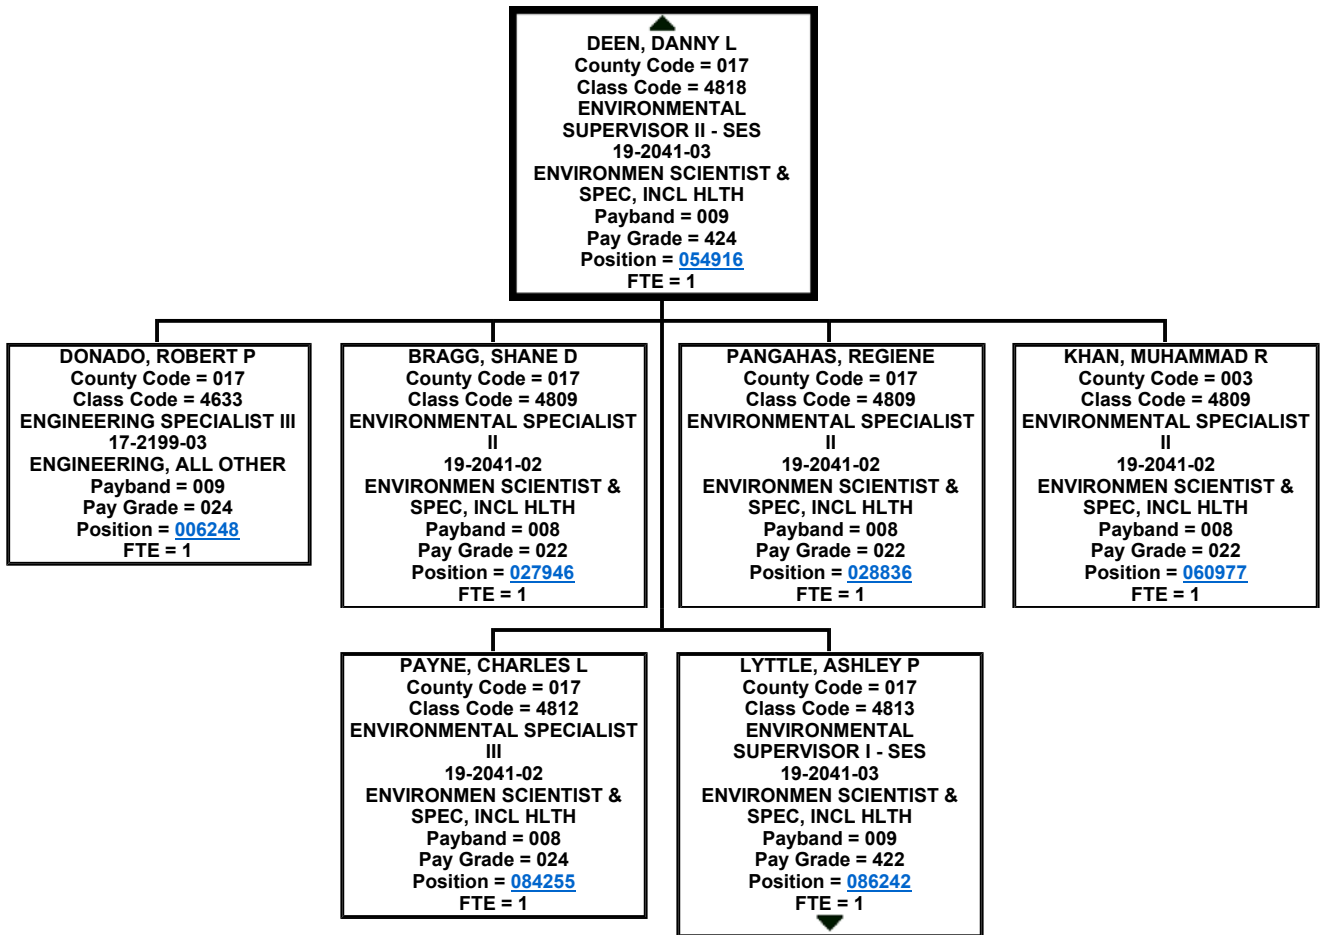 DEEN, DANNY L
County Code = 017
Class Code = 4818
ENVIRONMENTAL
SUPERVISOR II - SES
19-2041-03
ENVIRONMEN SCIENTIST &
SPEC, INCL HLTH
Payband = 009
Pay Grade = 424
Position = 054916
FTE = 1
DONADO, ROBERT P
County Code = 017
Class Code = 4633
ENGINEERING SPECIALIST III
17-2199-03
ENGINEERING, ALL OTHER
Payband = 009
Pay Grade = 024
Position = 006248
FTE = 1
BRAGG, SHANE D
County Code = 017
Class Code = 4809
ENVIRONMENTAL SPECIALIST
II
19-2041-02
ENVIRONMEN SCIENTIST &
SPEC, INCL HLTH
Payband = 008
Pay Grade = 022
Position = 027946
FTE = 1
PANGAHAS, REGIENE
County Code = 017
Class Code = 4809
ENVIRONMENTAL SPECIALIST
II
19-2041-02
ENVIRONMEN SCIENTIST &
SPEC, INCL HLTH
Payband = 008
Pay Grade = 022
Position = 028836
FTE = 1
KHAN, MUHAMMAD R
County Code = 003
Class Code = 4809
ENVIRONMENTAL SPECIALIST
II
19-2041-02
ENVIRONMEN SCIENTIST &
SPEC, INCL HLTH
Payband = 008
Pay Grade = 022
Position = 060977
FTE = 1
PAYNE, CHARLES L
County Code = 017
Class Code = 4812
ENVIRONMENTAL SPECIALIST
III
19-2041-02
ENVIRONMEN SCIENTIST &
SPEC, INCL HLTH
Payband = 008
Pay Grade = 024
Position = 084255
FTE = 1
LYTTLE, ASHLEY P
County Code = 017
Class Code = 4813
ENVIRONMENTAL
SUPERVISOR I - SES
19-2041-03
ENVIRONMEN SCIENTIST &
SPEC, INCL HLTH
Payband = 009
Pay Grade = 422
Position = 086242
FTE = 1